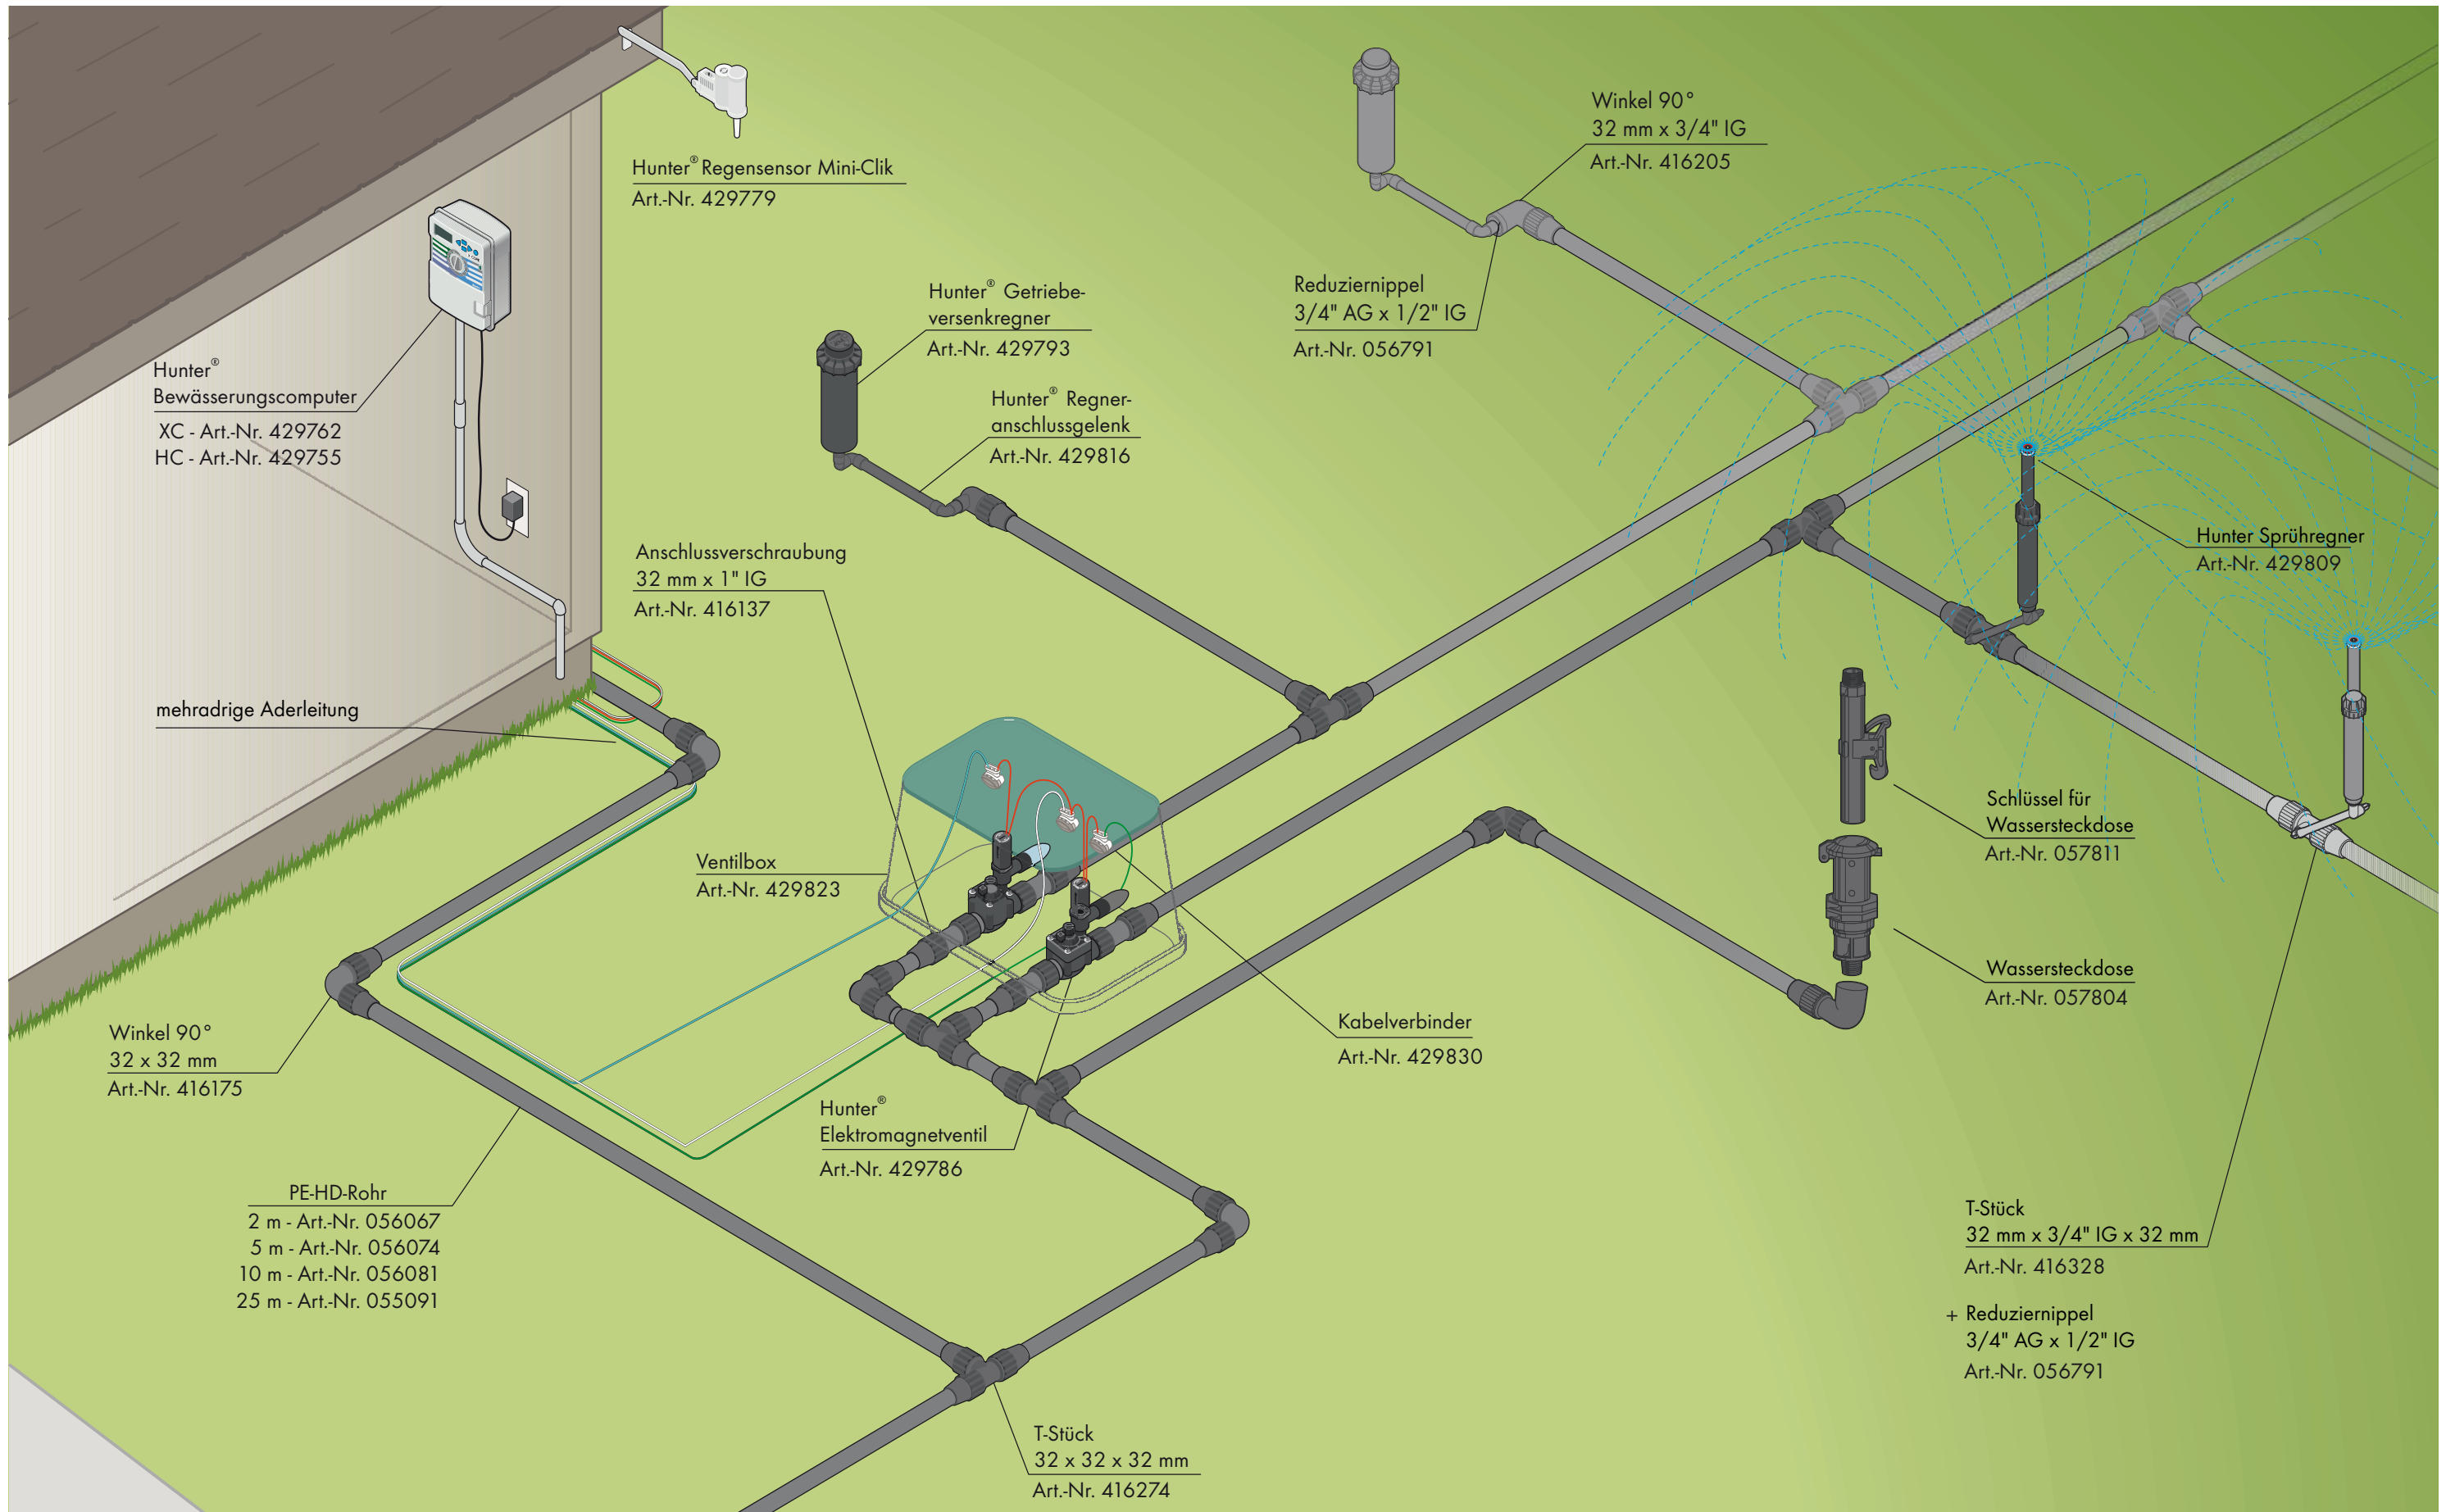 Hunter® Regensensor Mini-Clik
Art.-Nr. 429779
Winkel 90°
32 mm x 3/4" IG
Art.-Nr. 416205
Reduziernippel
3/4" AG x 1/2" IG
Art.-Nr. 056791
Hunter® Getriebe-
versenkregner
Art.-Nr. 429793
Hunter® Regner-
anschlussgelenk
Art.-Nr. 429816
Hunter®
Bewässerungscomputer
XC - Art.-Nr. 429762
HC - Art.-Nr. 429755
Anschlussverschraubung
32 mm x 1" IG
Art.-Nr. 416137
Hunter Sprühregner
Art.-Nr. 429809
mehradrige Aderleitung
Ventilbox
Art.-Nr. 429823
Schlüssel für
Wassersteckdose
Art.-Nr. 057811
Wassersteckdose
Art.-Nr. 057804
Kabelverbinder
Art.-Nr. 429830
Winkel 90°
32 x 32 mm
Art.-Nr. 416175
Hunter®
Elektromagnetventil
Art.-Nr. 429786
PE-HD-Rohr
2 m - Art.-Nr. 056067
5 m - Art.-Nr. 056074
10 m - Art.-Nr. 056081
25 m - Art.-Nr. 055091
T-Stück
32 mm x 3/4" IG x 32 mm
Art.-Nr. 416328
+ Reduziernippel
3/4" AG x 1/2" IG
Art.-Nr. 056791
T-Stück
32 x 32 x 32 mm
Art.-Nr. 416274